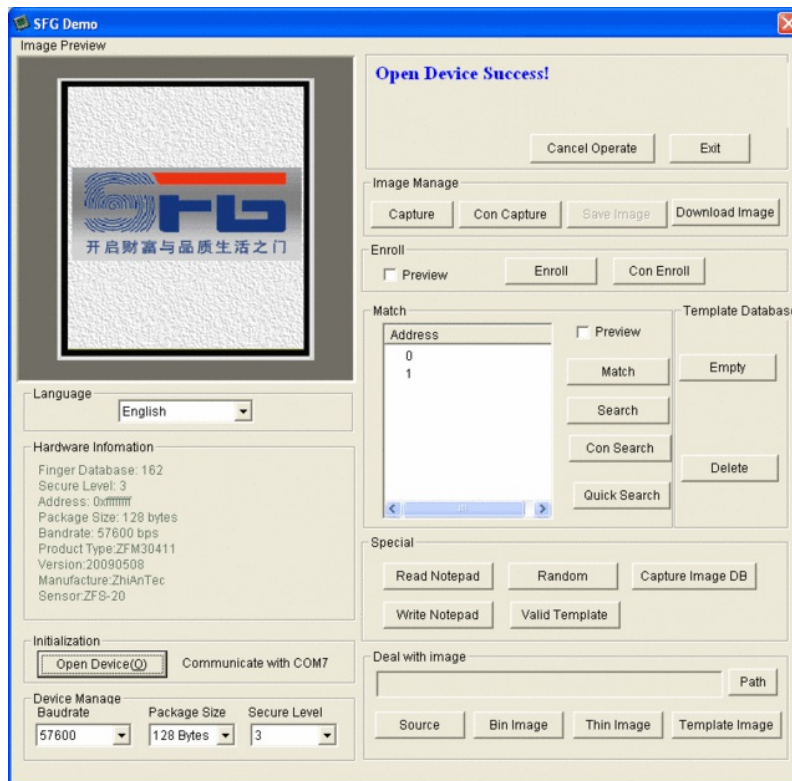 SFG Demo
Image Preview
SFG
开启财富与品质生活之门
Language
English
Hardware Infomation
Finger Database: 162
Secure Level: 3
Address: 0xffffffff
Package Size: 128 bytes
Bandrate: 57600 bps
Product Type:ZFM30411
Version:20090508
Manufacture:ZhiAnTec
Sensor:ZFS-20
Initialization
Open Device(O) Communicate with COM7
Device Manage
Baudrate Package Size Secure Level
57600 128 Bytes 3
Open Device Success!
Cancel Operate Exit
Image Manage
Capture Con Capture Save Image Download Image
Enroll
Preview Enroll Con Enroll
Match
Address
0
1
Preview
Match
Search
Con Search
Quick Search
Template Database
Empty
Delete
Special
Read Notepad Random Capture Image DB
Write Notepad Valid Template
Deal with image
Path
Source Bin Image Thin Image Template Image